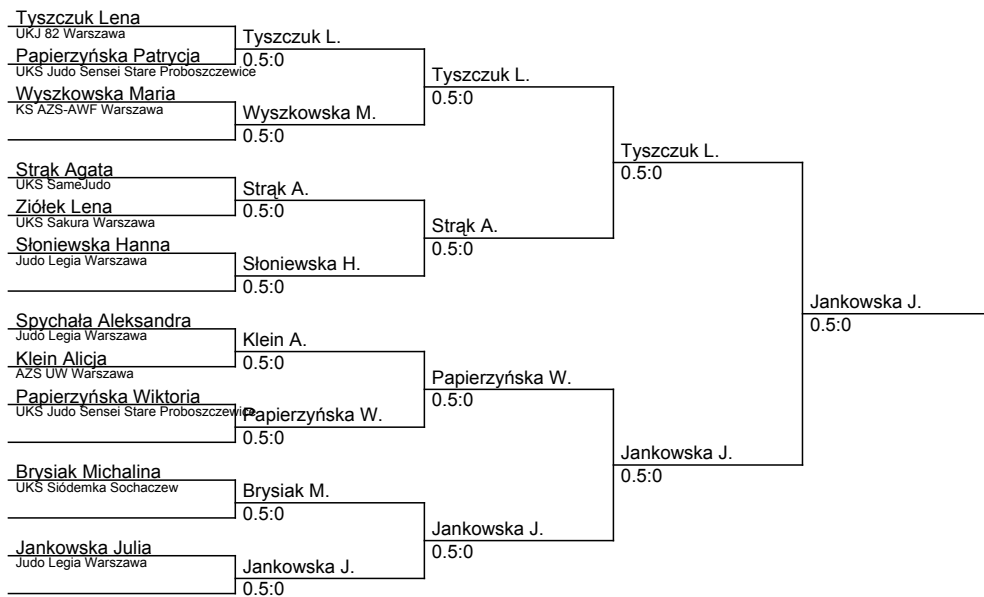 Tyszczuk Lena
UKJ 82 Warszawa
Papierzyńska Patrycja
UKS Judo Sensei Stare Proboszczewice
Wyszkowska Maria
KS AZS-AWF Warszawa
Strąk Agata
UKS SameJudo
Ziółek Lena
UKS Sakura Warszawa
Słoniewska Hanna
Judo Legia Warszawa
Spychała Aleksandra
Judo Legia Warszawa
Klein Alicja
AZS UW Warszawa
Papierzyńska Wiktoria
UKS Judo Sensei Stare Proboszczewice
Brysiak Michalina
UKS Siódemka Sochaczew
Jankowska Julia
Judo Legia Warszawa
Tyszczuk L.
0.5:0
Wyszkowska M.
0.5:0
Strąk A.
0.5:0
Słoniewska H.
0.5:0
Klein A.
0.5:0
Papierzyńska W.
0.5:0
Brysiak M.
0.5:0
Jankowska J.
0.5:0
Tyszczuk L.
0.5:0
Strąk A.
0.5:0
Papierzyńska W.
0.5:0
Jankowska J.
0.5:0
Tyszczuk L.
0.5:0
Jankowska J.
0.5:0
Jankowska J.
0.5:0